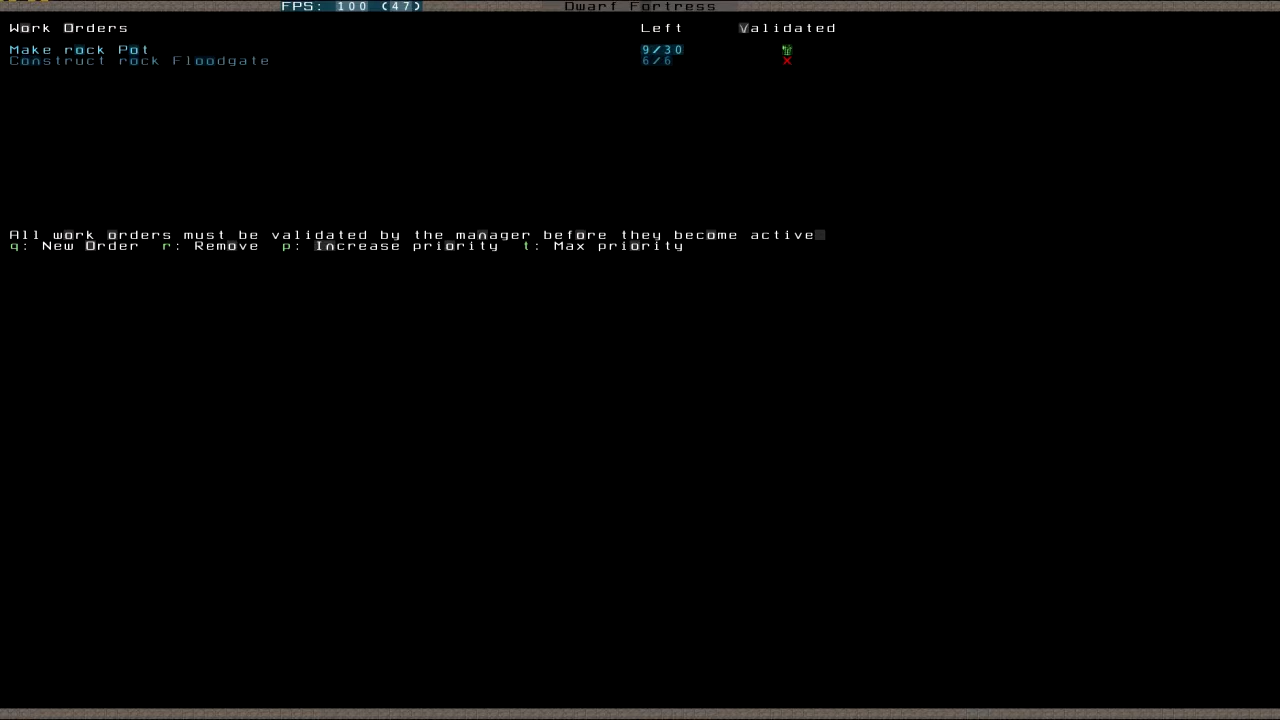 FPS: 100 (47) Dwarf Fortress
Work Orders Left Validated
Make rock Pot 9/30
Construct rock Floodgate 6/6 X
All work orders must be validated by the manager before they become active
q: New Order r: Remove p: Increase priority t: Max priority